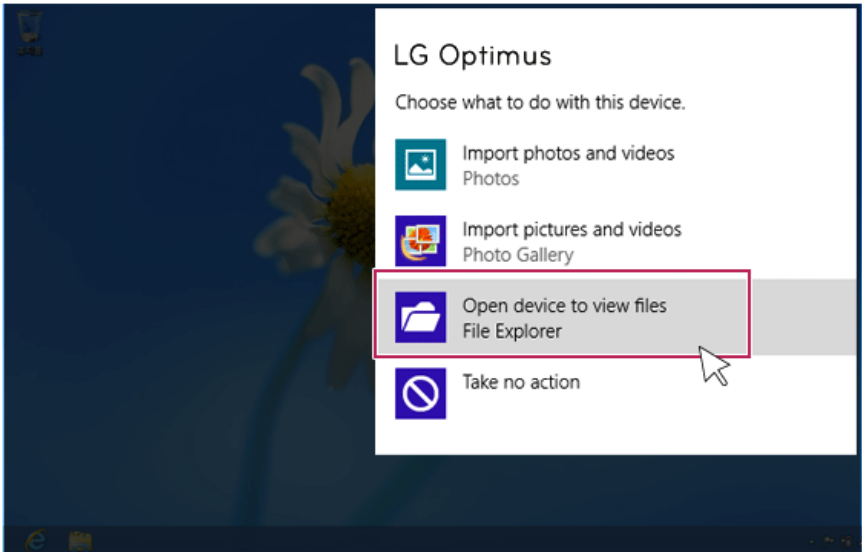 LG Optimus
Choose what to do with this device.
Import photos and videos
Photos
Import pictures and videos
Photo Gallery
Open device to view files
File Explorer
Take no action